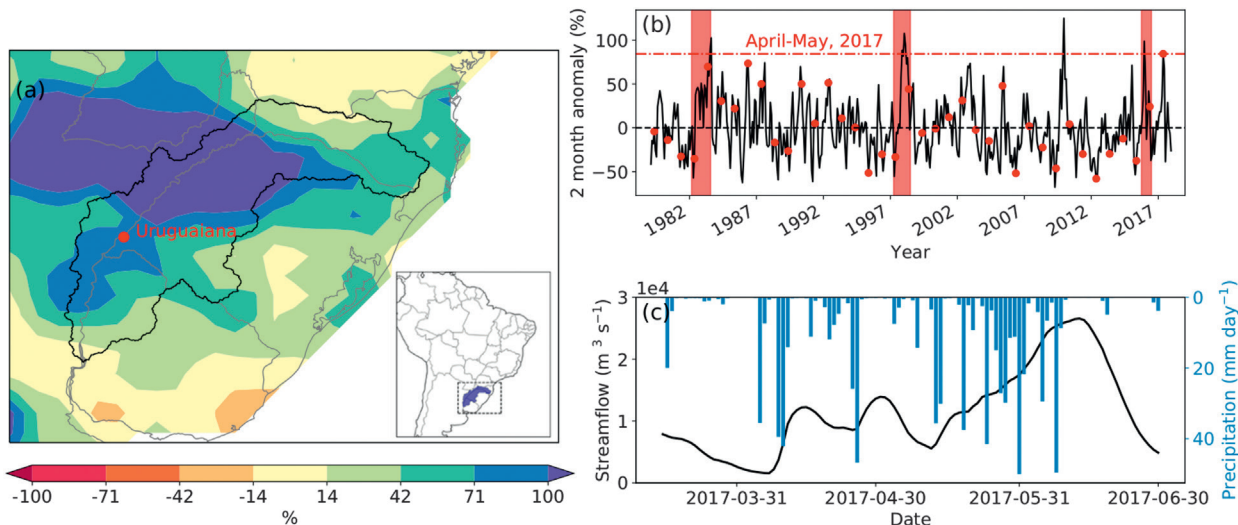 (a)
Uruguaiana
-100 -71 -42 -14 14 42 71 100
%
(b)
April-May, 2017
2 month anomaly (%)
100
50
0
−50
1982 1987 1992 1997 2002 2007 2012 2017
Year
1e4
(c)
Streamflow (m³ s⁻¹)
3
2
1
0
0
20
40
Precipitation (mm day⁻¹)
2017-03-31 2017-04-30 2017-05-31 2017-06-30
Date